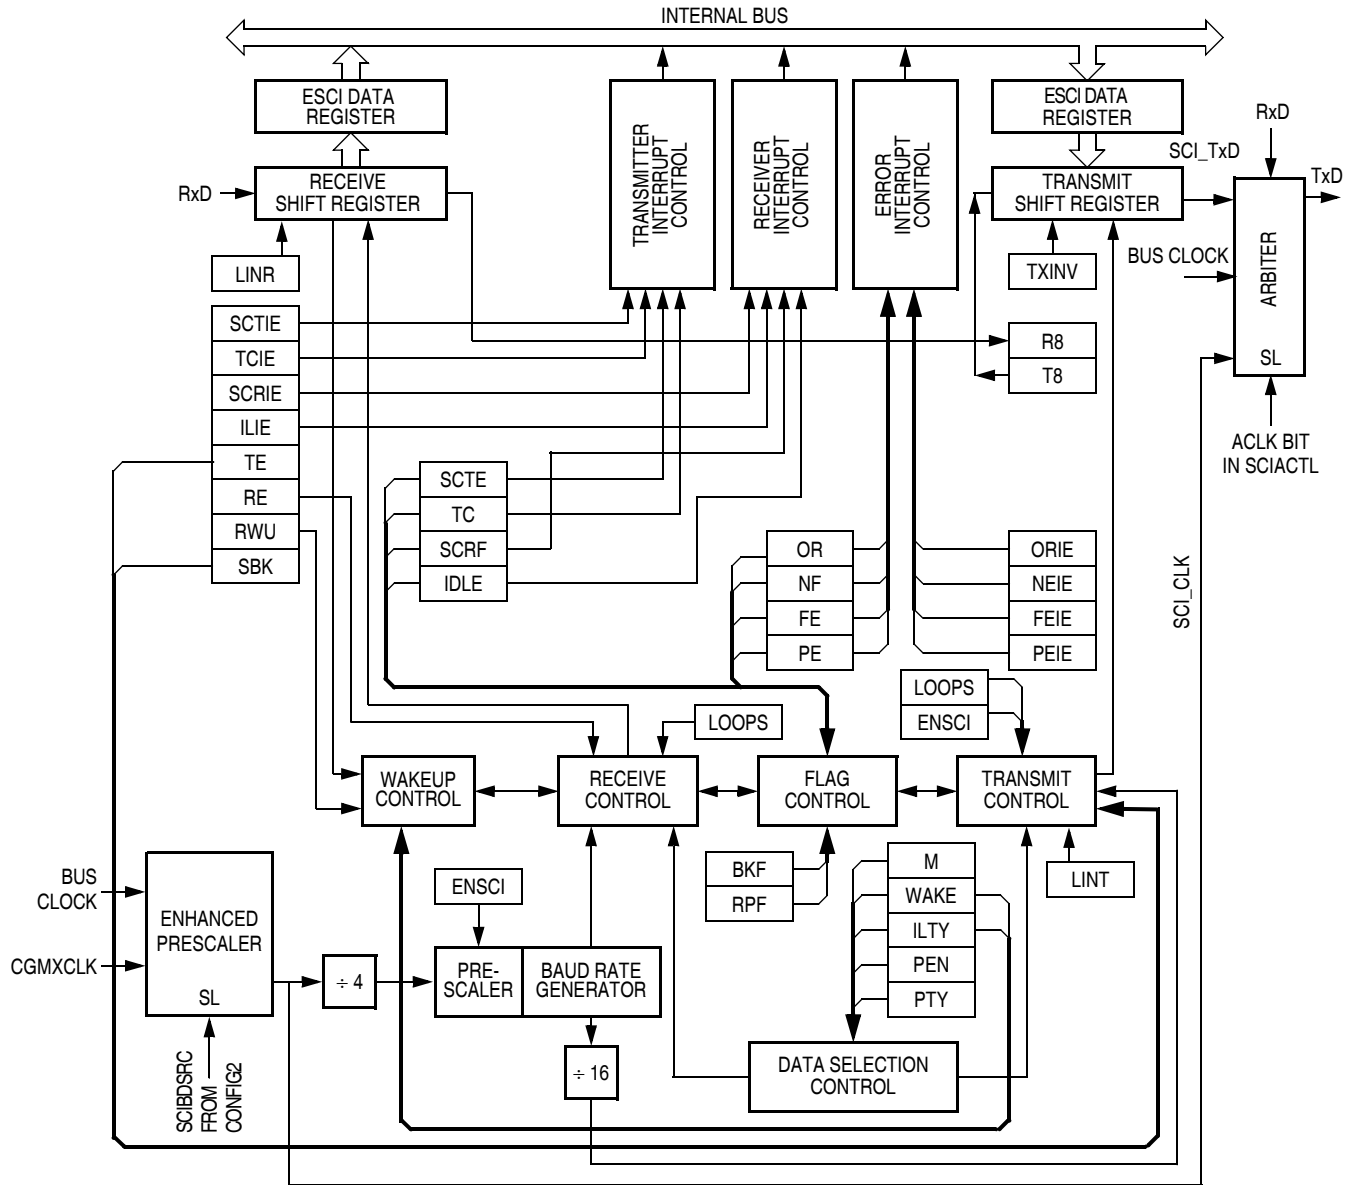 INTERNAL BUS
ESCI DATA
REGISTER
RECEIVE
SHIFT REGISTER
RxD
LINR
TRANSMITTER
INTERRUPT
CONTROL
RECEIVER
INTERRUPT
CONTROL
ERROR
INTERRUPT
CONTROL
ESCI DATA
REGISTER
TRANSMIT
SHIFT REGISTER
SCI_TxD
RxD
TxD
TXINV
BUS CLOCK
ARBITER
SL
ACLK BIT
IN SCIACTL
R8
T8
SCTIE
TCIE
SCRIE
ILIE
TE
RE
RWU
SBK
SCTE
TC
SCRF
IDLE
OR
NF
FE
PE
ORIE
NEIE
FEIE
PEIE
SCI_CLK
LOOPS
LOOPS
ENSCI
WAKEUP
CONTROL
RECEIVE
CONTROL
FLAG
CONTROL
TRANSMIT
CONTROL
BKF
RPF
M
WAKE
ILTY
PEN
PTY
LINT
BUS
CLOCK
CGMXCLK
ENHANCED
PRESCALER
SL
SCIBDSRC
FROM
CONFIG2
÷ 4
ENSCI
PRE-
SCALER
BAUD RATE
GENERATOR
÷ 16
DATA SELECTION
CONTROL